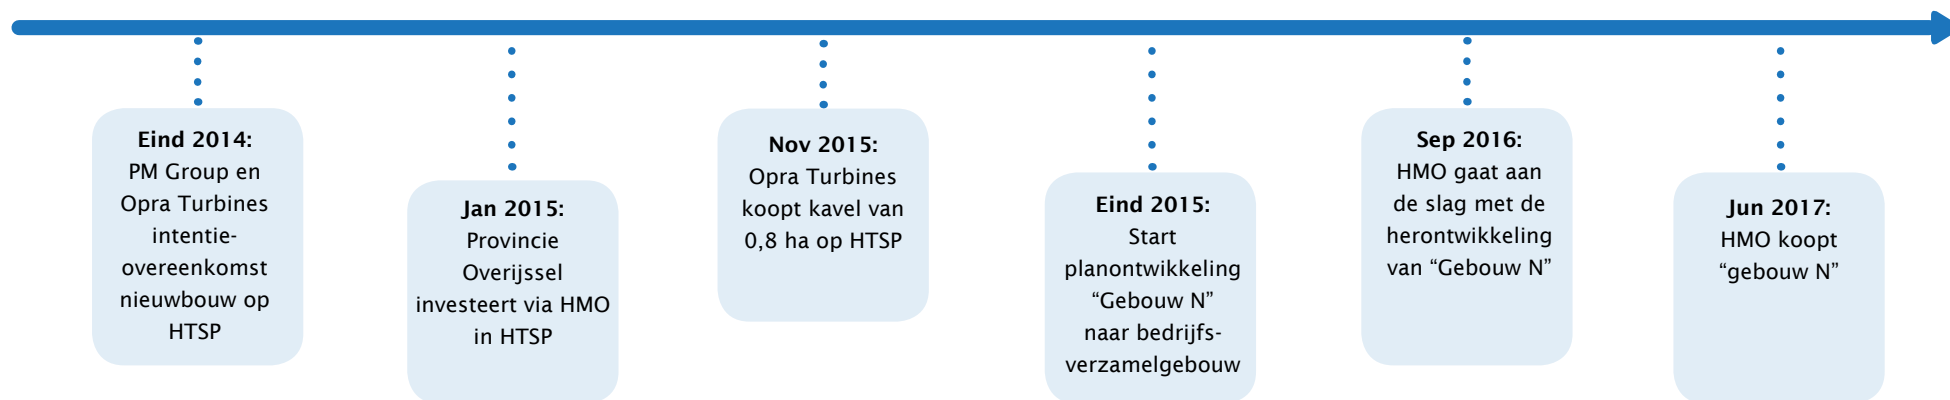 Eind 2014:
PM Group en
Opra Turbines
intentie-
overeenkomst
nieuwbouw op
HTSP
Jan 2015:
Provincie
Overijssel
investeert via HMO
in HTSP
Nov 2015:
Opra Turbines
koopt kavel van
0,8 ha op HTSP
Eind 2015:
Start
planontwikkeling
“Gebouw N”
naar bedrijfs-
verzamelgebouw
Sep 2016:
HMO gaat aan
de slag met de
herontwikkeling
van “Gebouw N”
Jun 2017:
HMO koopt
“gebouw N”